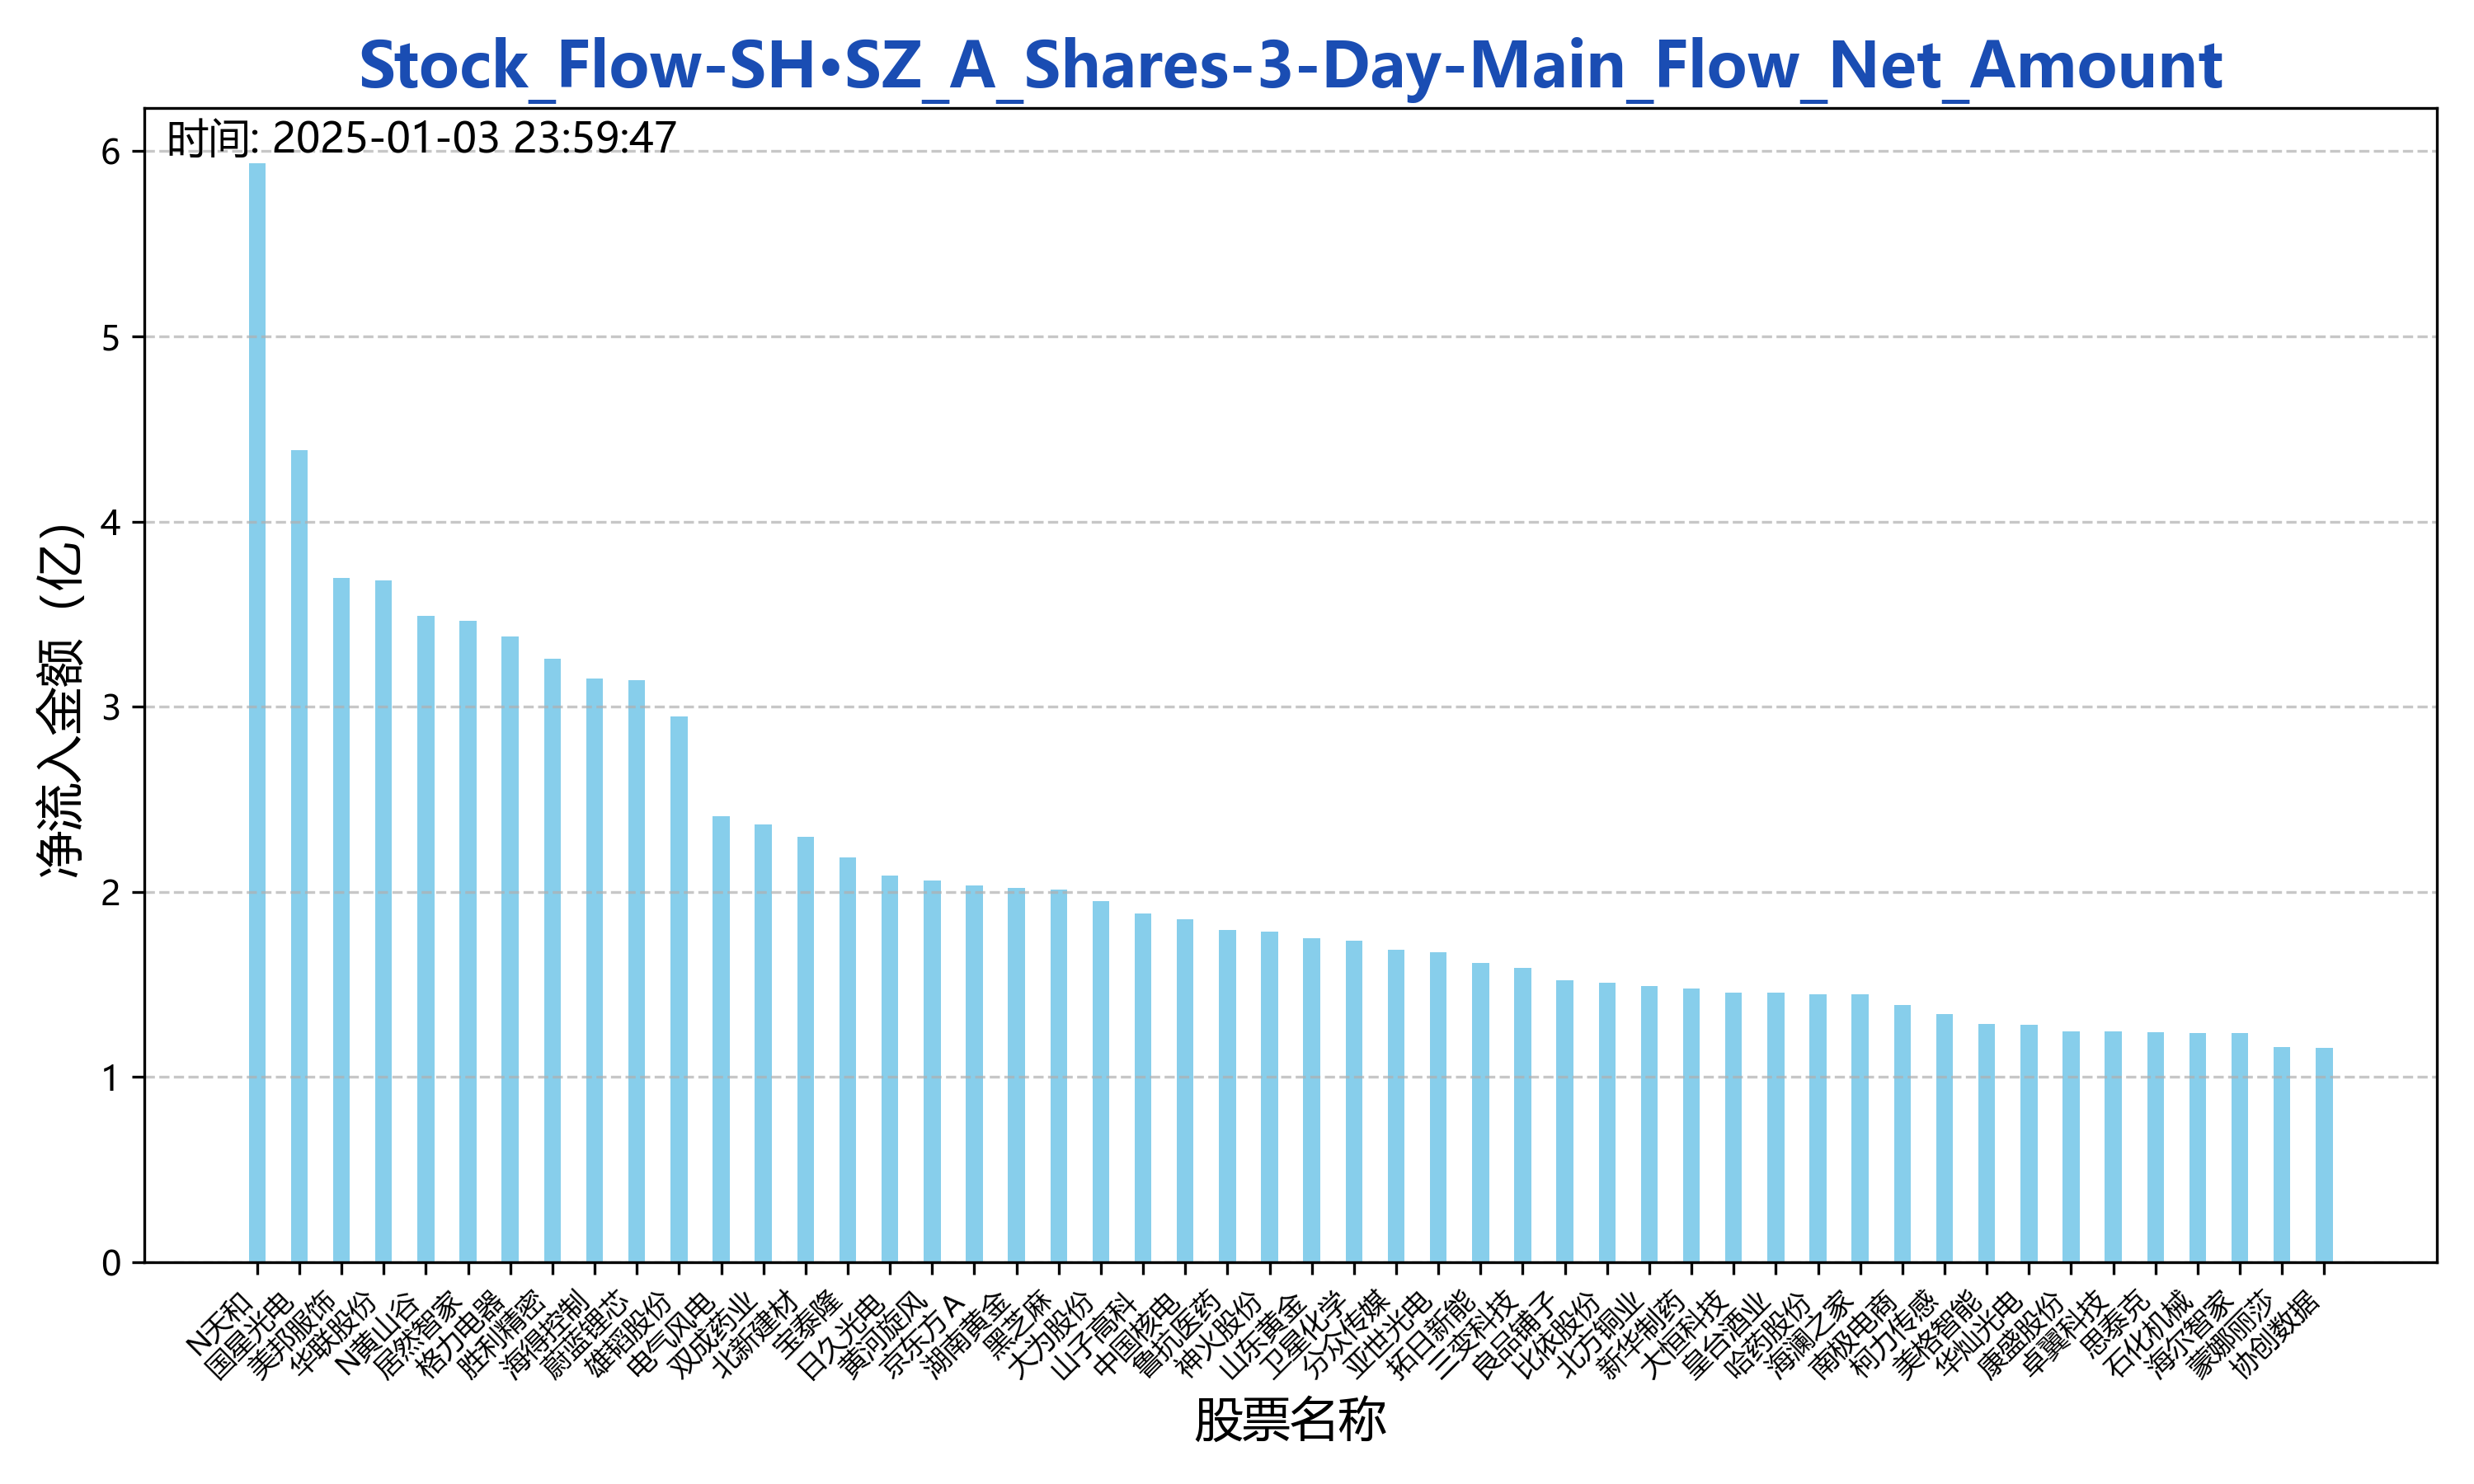 Stock_Flow-SH•SZ_A_Shares-3-Day-Main_Flow_Net_Amount
时间: 2025-01-03 23:59:47
净流入金额（亿）
6
5
4
3
2
1
0
N天和
国星光电
美邦服饰
华联股份
N黄山谷
居然智家
格力电器
胜利精密
海得控制
蔚蓝锂芯
雄韬股份
电气风电
双成药业
北新建材
宝泰隆
日久光电
黄河旋风
京东方Ａ
湖南黄金
黑芝麻
大为股份
山子高科
中国核电
鲁抗医药
神火股份
山东黄金
卫星化学
分众传媒
亚世光电
拓日新能
三变科技
良品铺子
比依股份
北方铜业
新华制药
大恒科技
皇台酒业
哈药股份
海澜之家
南极电商
柯力传感
美格智能
华灿光电
康盛股份
卓翼科技
思泰克
石化机械
海尔智家
蒙娜丽莎
协创数据
股票名称